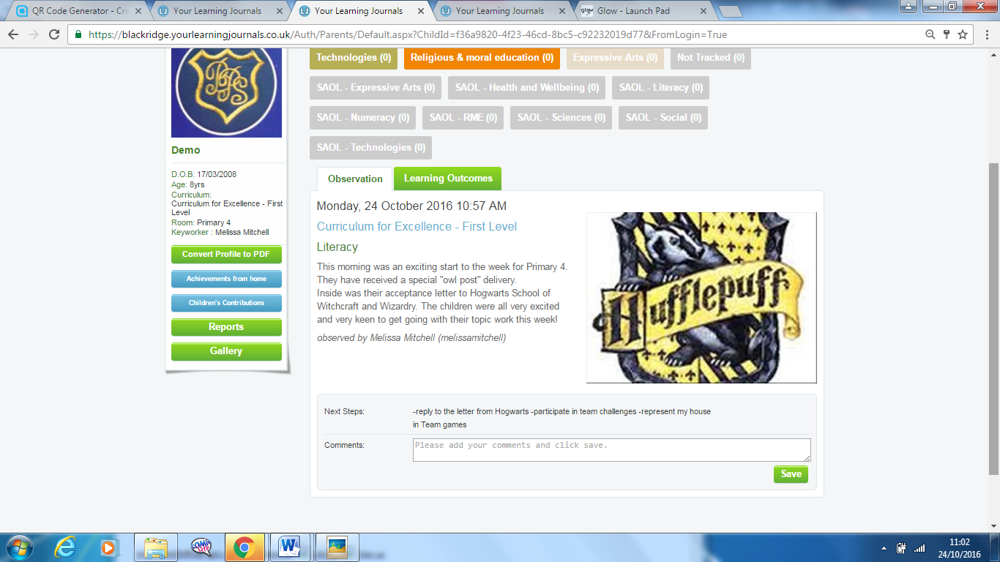 QR Code Generator - Cre
Your Learning Journals
Your Learning Journals
Your Learning Journals
glow
Glow - Launch Pad
https://blackridge.yourlearningjournals.co.uk/Auth/Parents/Default.aspx?ChildId=f36a9820-4f23-46cd-8bc5-c92232019d77&FromLogin=True
BPS
Demo
D.O.B: 17/03/2008
Age: 8yrs
Curriculum:
Curriculum for Excellence - First
Level
Room: Primary 4
Keyworker : Melissa Mitchell
Convert Profile to PDF
Achievements from home
Children's Contributions
Reports
Gallery
Technologies (0)
Religious & moral education (0)
Expressive Arts (0)
Not Tracked (0)
SAOL - Expressive Arts (0)
SAOL - Health and Wellbeing (0)
SAOL - Literacy (0)
SAOL - Numeracy (0)
SAOL - RME (0)
SAOL - Sciences (0)
SAOL - Social (0)
SAOL - Technologies (0)
Observation
Learning Outcomes
Monday, 24 October 2016 10:57 AM
Curriculum for Excellence - First Level
Literacy
This morning was an exciting start to the week for Primary 4.
They have received a special "owl post" delivery.
Inside was their acceptance letter to Hogwarts School of
Witchcraft and Wizardry. The children were all very excited
and very keen to get going with their topic work this week!
observed by Melissa Mitchell (melissamitchell)
Hufflepuff
Next Steps:
-reply to the letter from Hogwarts -participate in team challenges -represent my house
in Team games
Comments:
Please add your comments and click save.
Save
11:02
24/10/2016